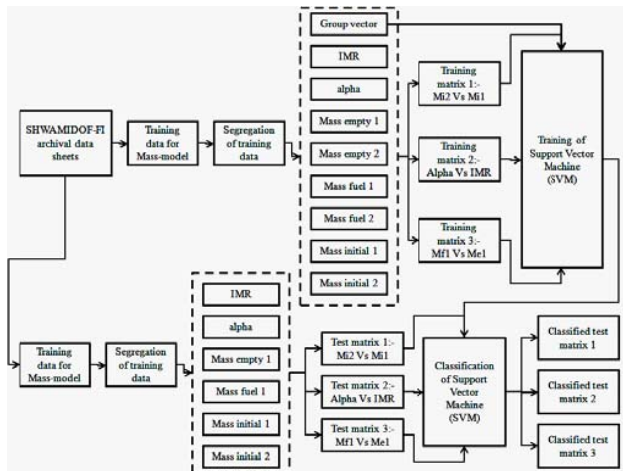 Group vector
IMR
alpha
Mass empty 1
Mass empty 2
Mass fuel 1
Mass fuel 2
Mass initial 1
Mass initial 2
SHWAMIDOF-FI
archival data
sheets
Training
data for
Mass-model
Segregation
of training
data
Training
matrix 1:-
Mi2 Vs Mi1
Training
matrix 2:-
Alpha Vs IMR
Training
matrix 3:-
Mf1 Vs Me1
Training of
Support Vector
Machine
(SVM)
Training
data for
Mass-model
Segregation
of training
data
IMR
alpha
Mass empty 1
Mass fuel 1
Mass initial 1
Mass initial 2
Test matrix 1:-
Mi2 Vs Mi1
Test matrix 2:-
Alpha Vs IMR
Test matrix 3:-
Mf1 Vs Me1
Classification
of Support
Vector
Machine
(SVM)
Classified test
matrix 1
Classified test
matrix 2
Classified test
matrix 3